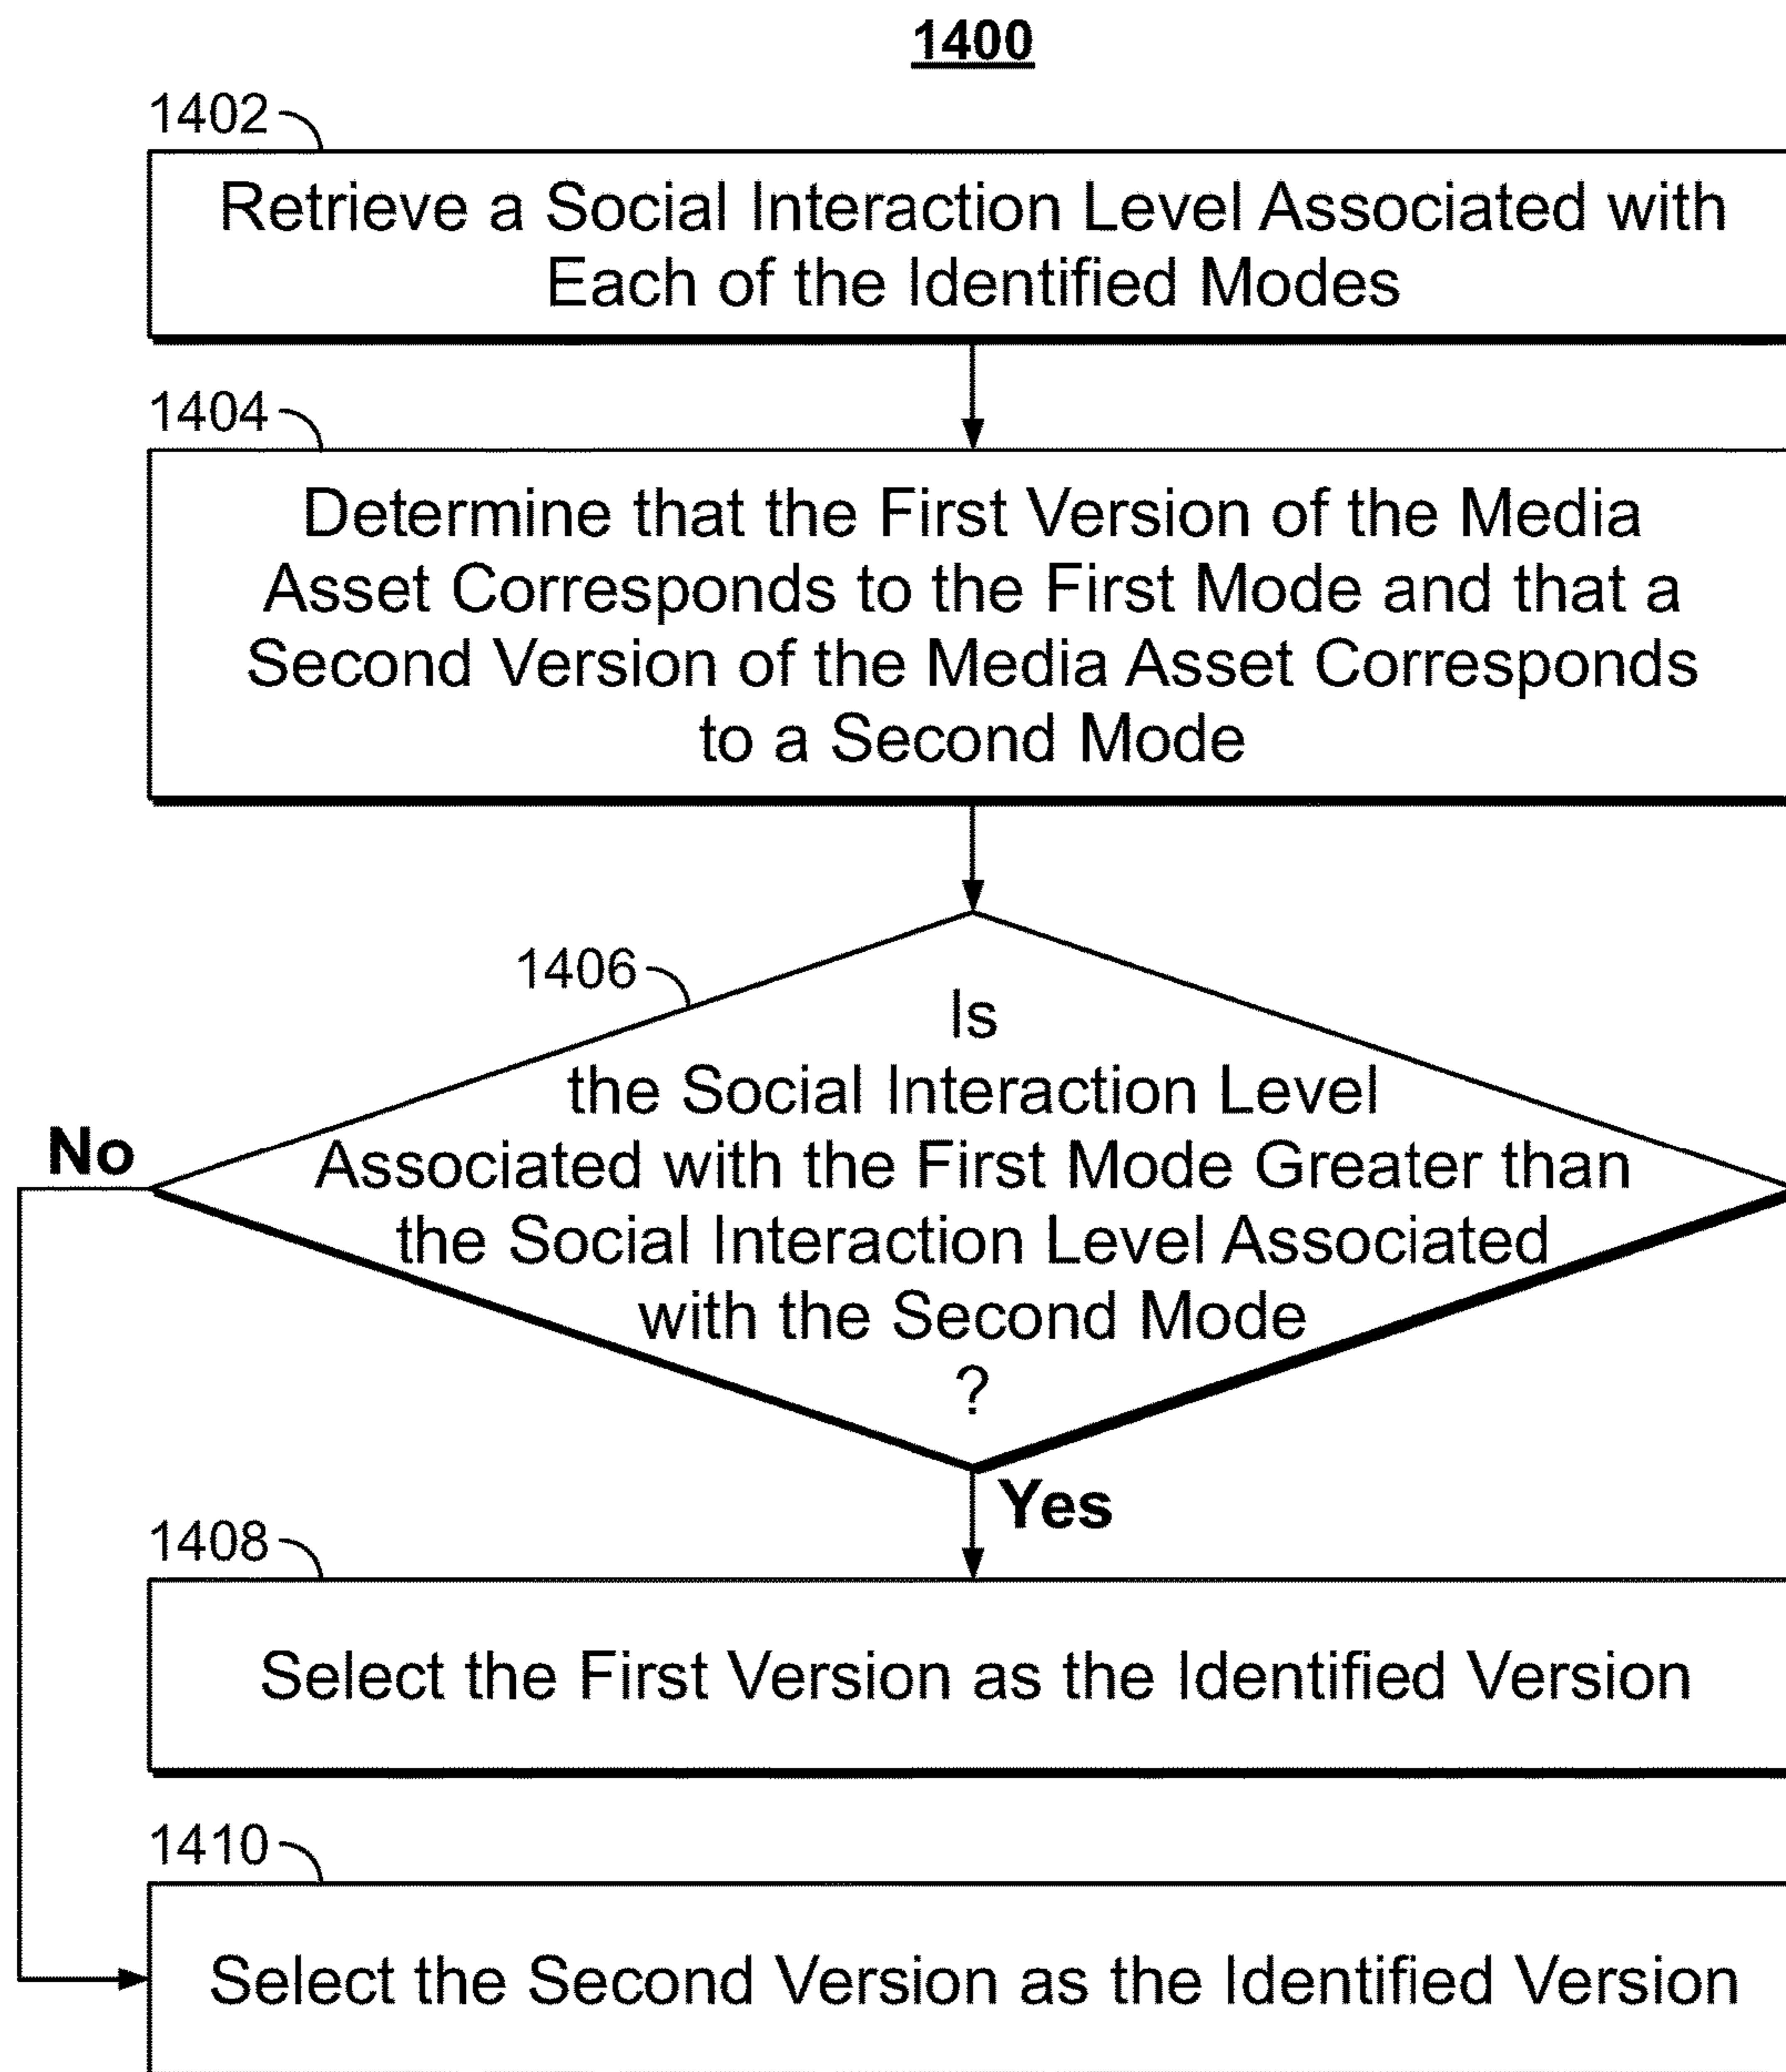 1400
1402
Retrieve a Social Interaction Level Associated with
Each of the Identified Modes
1404
Determine that the First Version of the Media
Asset Corresponds to the First Mode and that a
Second Version of the Media Asset Corresponds
to a Second Mode
1406
Is
the Social Interaction Level
Associated with the First Mode Greater than
the Social Interaction Level Associated
with the Second Mode
?
No
Yes
1408
Select the First Version as the Identified Version
1410
Select the Second Version as the Identified Version